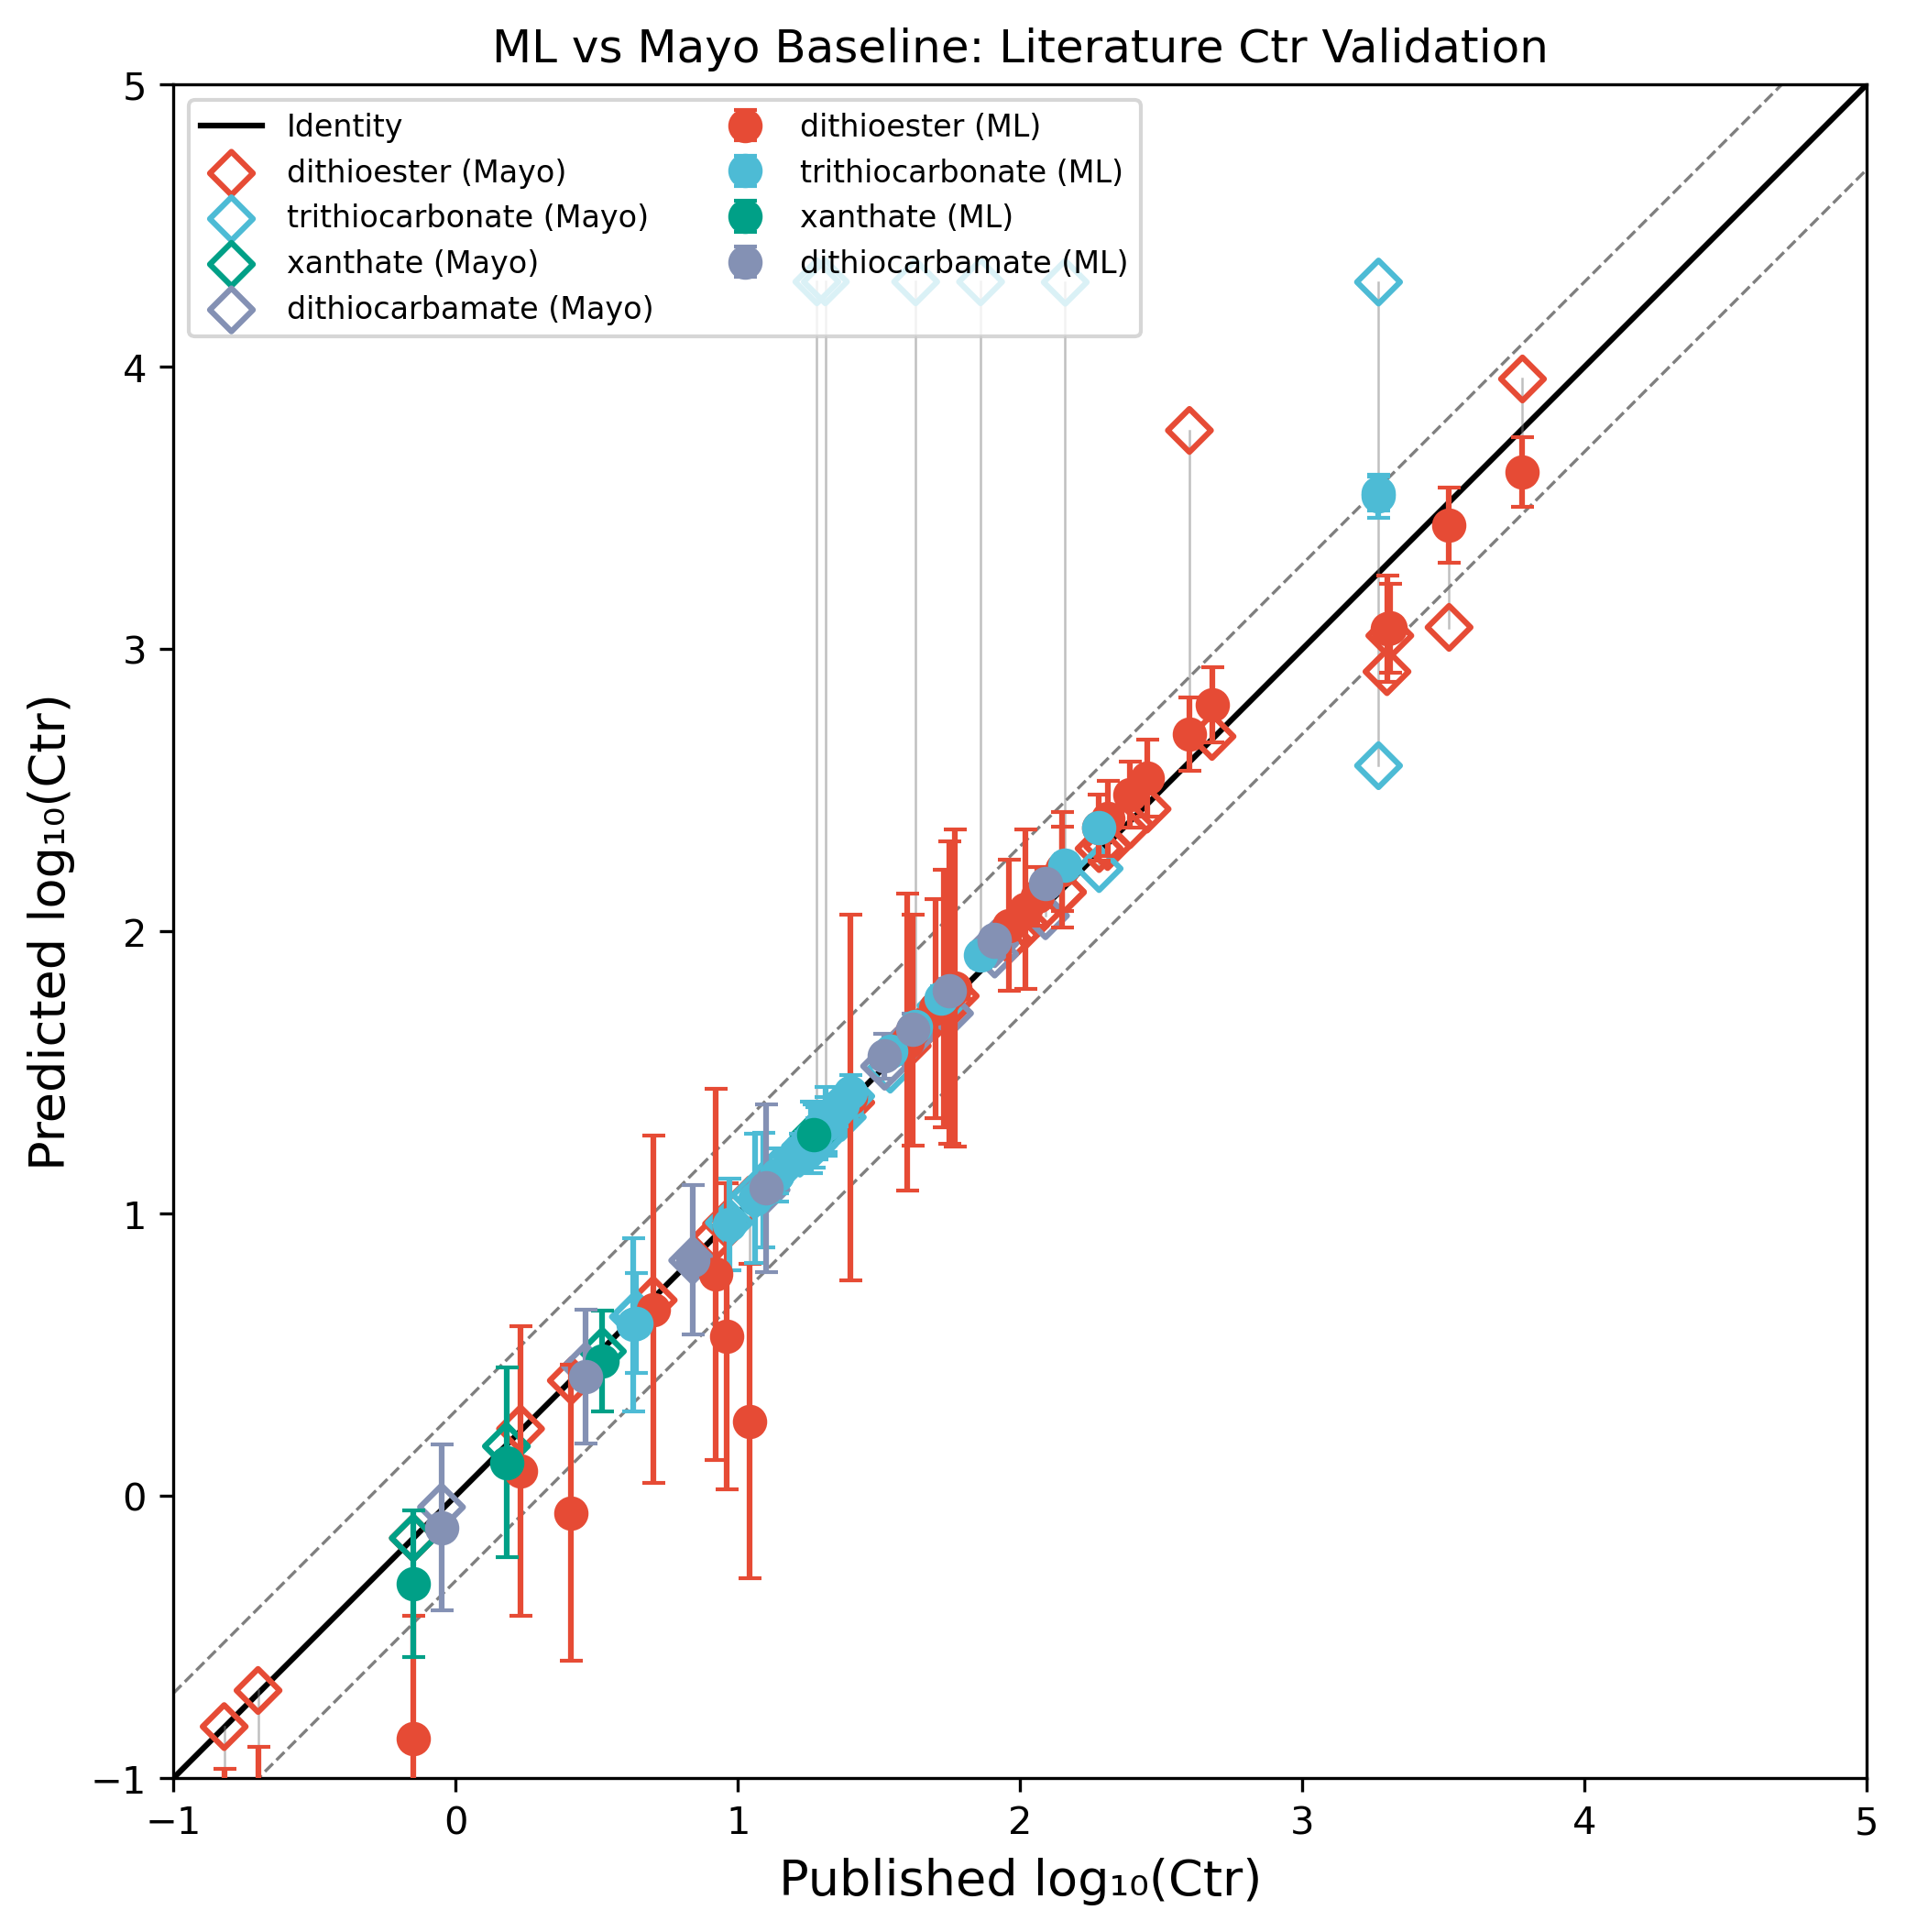 ML vs Mayo Baseline: Literature Ctr Validation
Identity
dithioester (Mayo)
trithiocarbonate (Mayo)
xanthate (Mayo)
dithiocarbamate (Mayo)
dithioester (ML)
trithiocarbonate (ML)
xanthate (ML)
dithiocarbamate (ML)
Predicted log₁₀(Ctr)
5
4
3
2
1
0
−1
−1
0
1
2
3
4
5
Published log₁₀(Ctr)